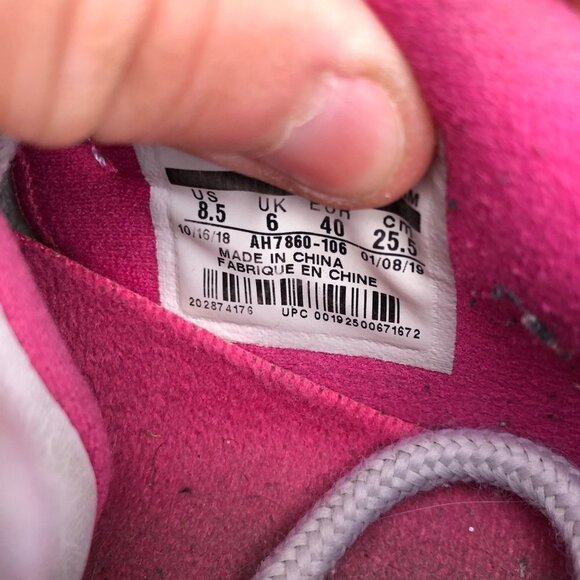 US UK EUR cm
8.5 6 40 25.5
10/16/18 AH7860-106 01/08/19
MADE IN CHINA
FABRIQUE EN CHINE
202874176 UPC 00192500671672